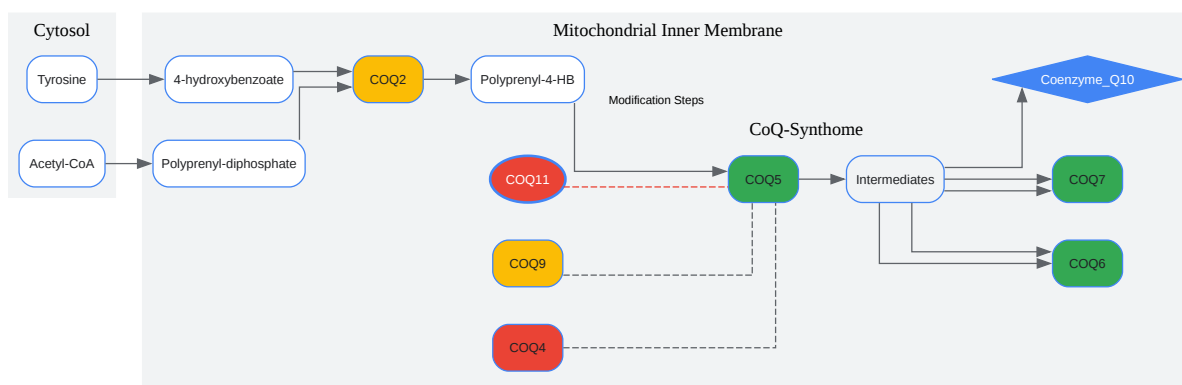 Cytosol
Mitochondrial Inner Membrane
Tyrosine
4-hydroxybenzoate
COQ2
Polyprenyl-4-HB
Coenzyme_Q10
Modification Steps
CoQ-Synthome
Acetyl-CoA
Polyprenyl-diphosphate
COQ11
COQ5
Intermediates
COQ7
COQ9
COQ6
COQ4